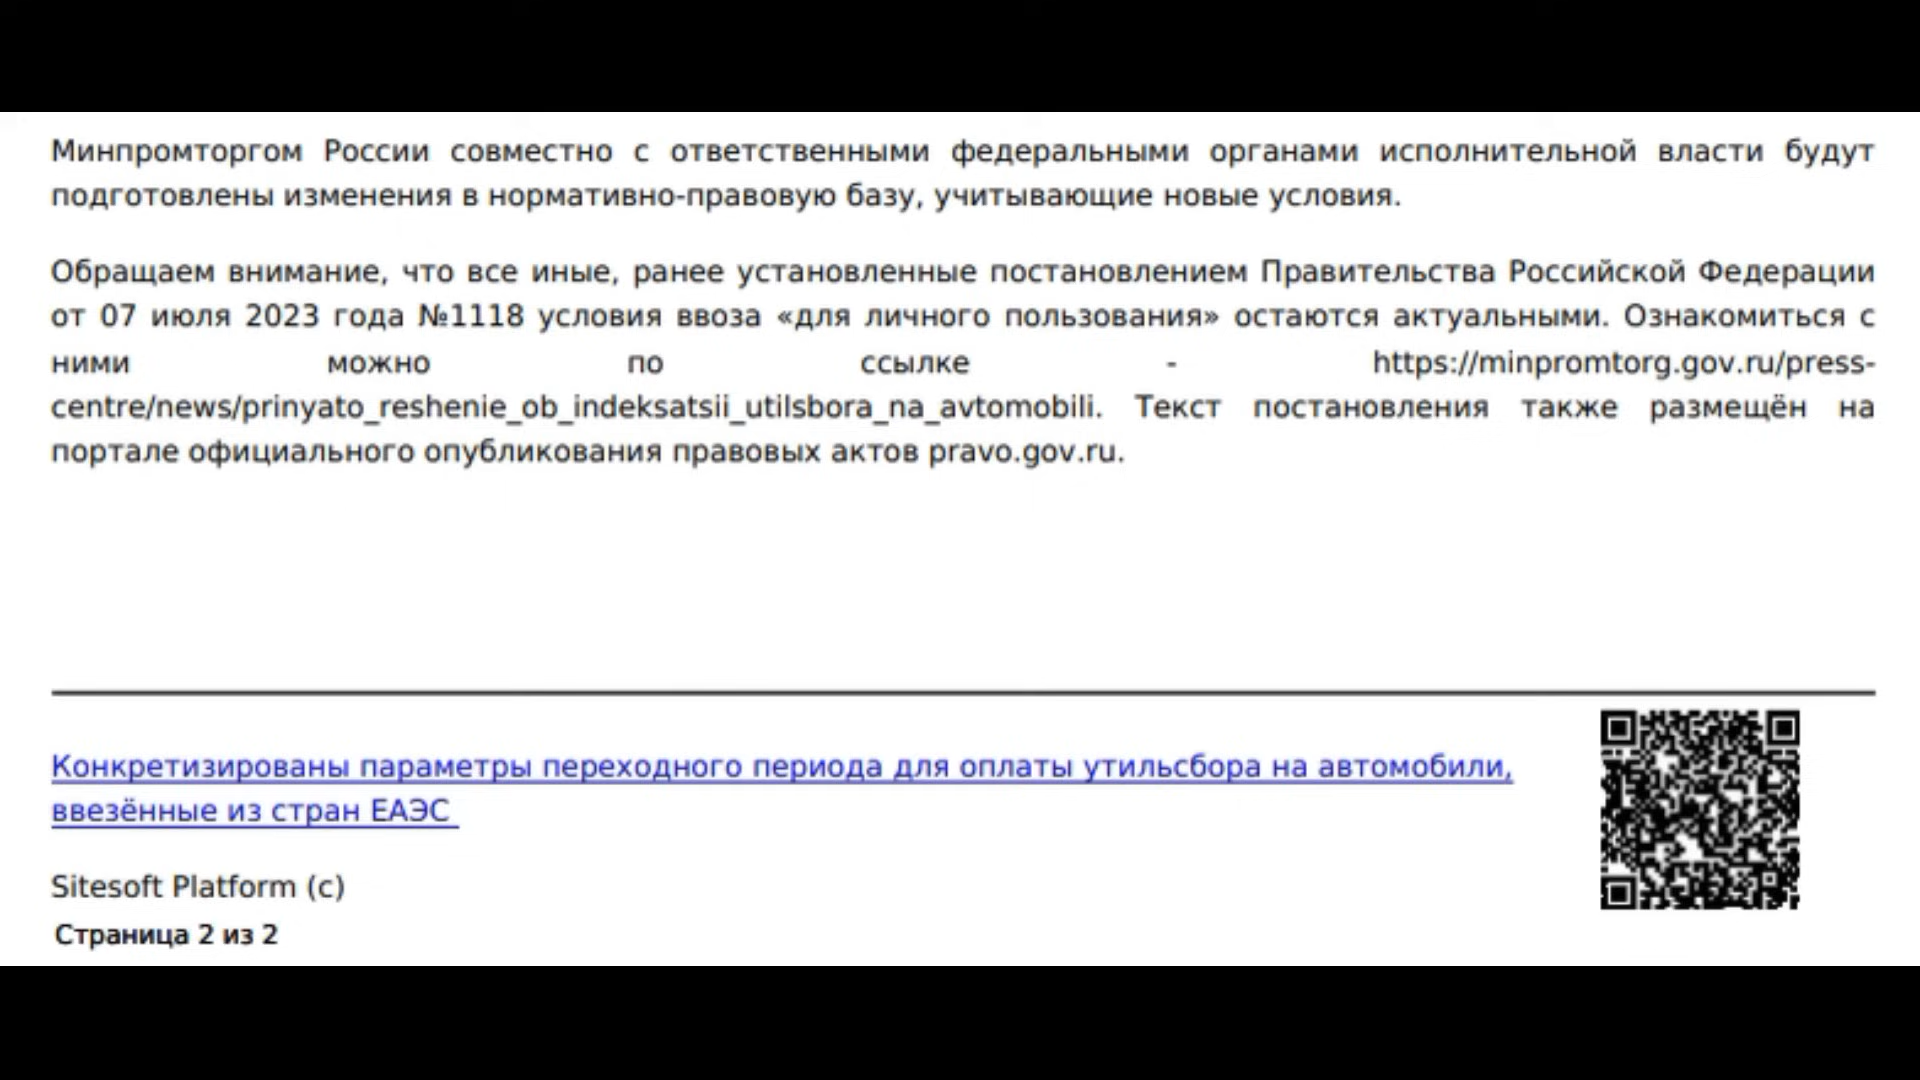 Минпромторгом России совместно с ответственными федеральными органами исполнительной власти будут
подготовлены изменения в нормативно-правовую базу, учитывающие новые условия.
Обращаем внимание, что все иные, ранее установленные постановлением Правительства Российской Федерации
от 07 июля 2023 года №1118 условия ввоза «для личного пользования» остаются актуальными. Ознакомиться с
ними можно по ссылке - https://minpromtorg.gov.ru/press-
centre/news/prinyato_reshenie_ob_indeksatsii_utilsbora_na_avtomobili. Текст постановления также размещён на
портале официального опубликования правовых актов pravo.gov.ru.
Конкретизированы параметры переходного периода для оплаты утильсбора на автомобили,
ввезённые из стран ЕАЭС
Sitesoft Platform (c)
Страница 2 из 2